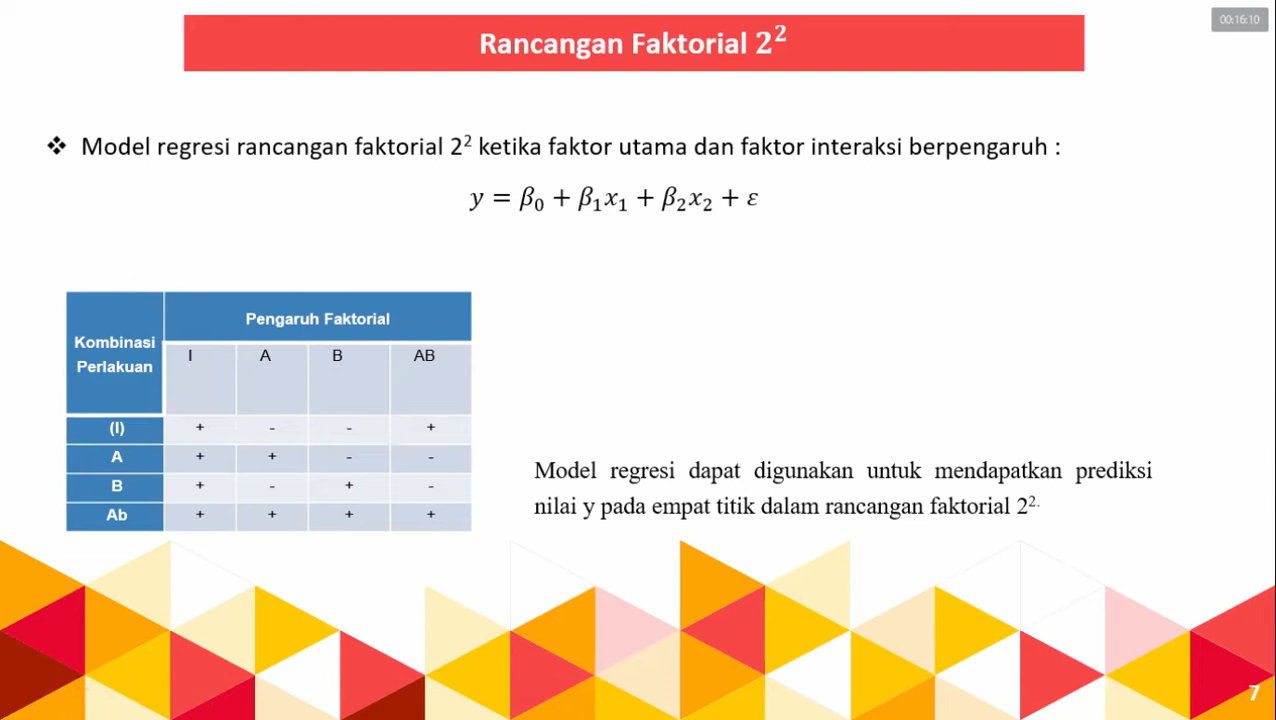 00:16:10
Rancangan Faktorial 2²
❖ Model regresi rancangan faktorial 2² ketika faktor utama dan faktor interaksi berpengaruh :
y = β₀ + β₁x₁ + β₂x₂ + ε
Kombinasi Perlakuan Pengaruh Faktorial
I A B AB
(I) + - - +
A + + - -
B + - + -
Ab + + + +
Model regresi dapat digunakan untuk mendapatkan prediksi
nilai y pada empat titik dalam rancangan faktorial 2².
7